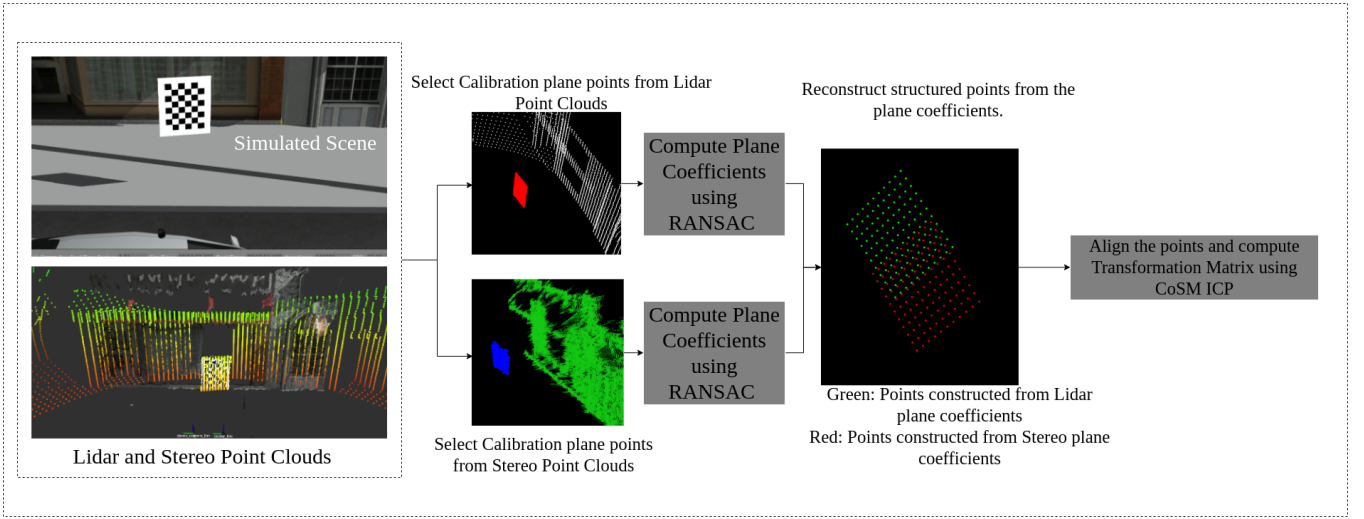 Simulated Scene
Lidar and Stereo Point Clouds
Select Calibration plane points from Lidar
Point Clouds
Compute Plane
Coefficients
using
RANSAC
Select Calibration plane points
from Stereo Point Clouds
Compute Plane
Coefficients
using
RANSAC
Reconstruct structured points from the
plane coefficients.
Green: Points constructed from Lidar
plane coefficients
Red: Points constructed from Stereo plane
coefficients
Align the points and compute
Transformation Matrix using
CoSM ICP